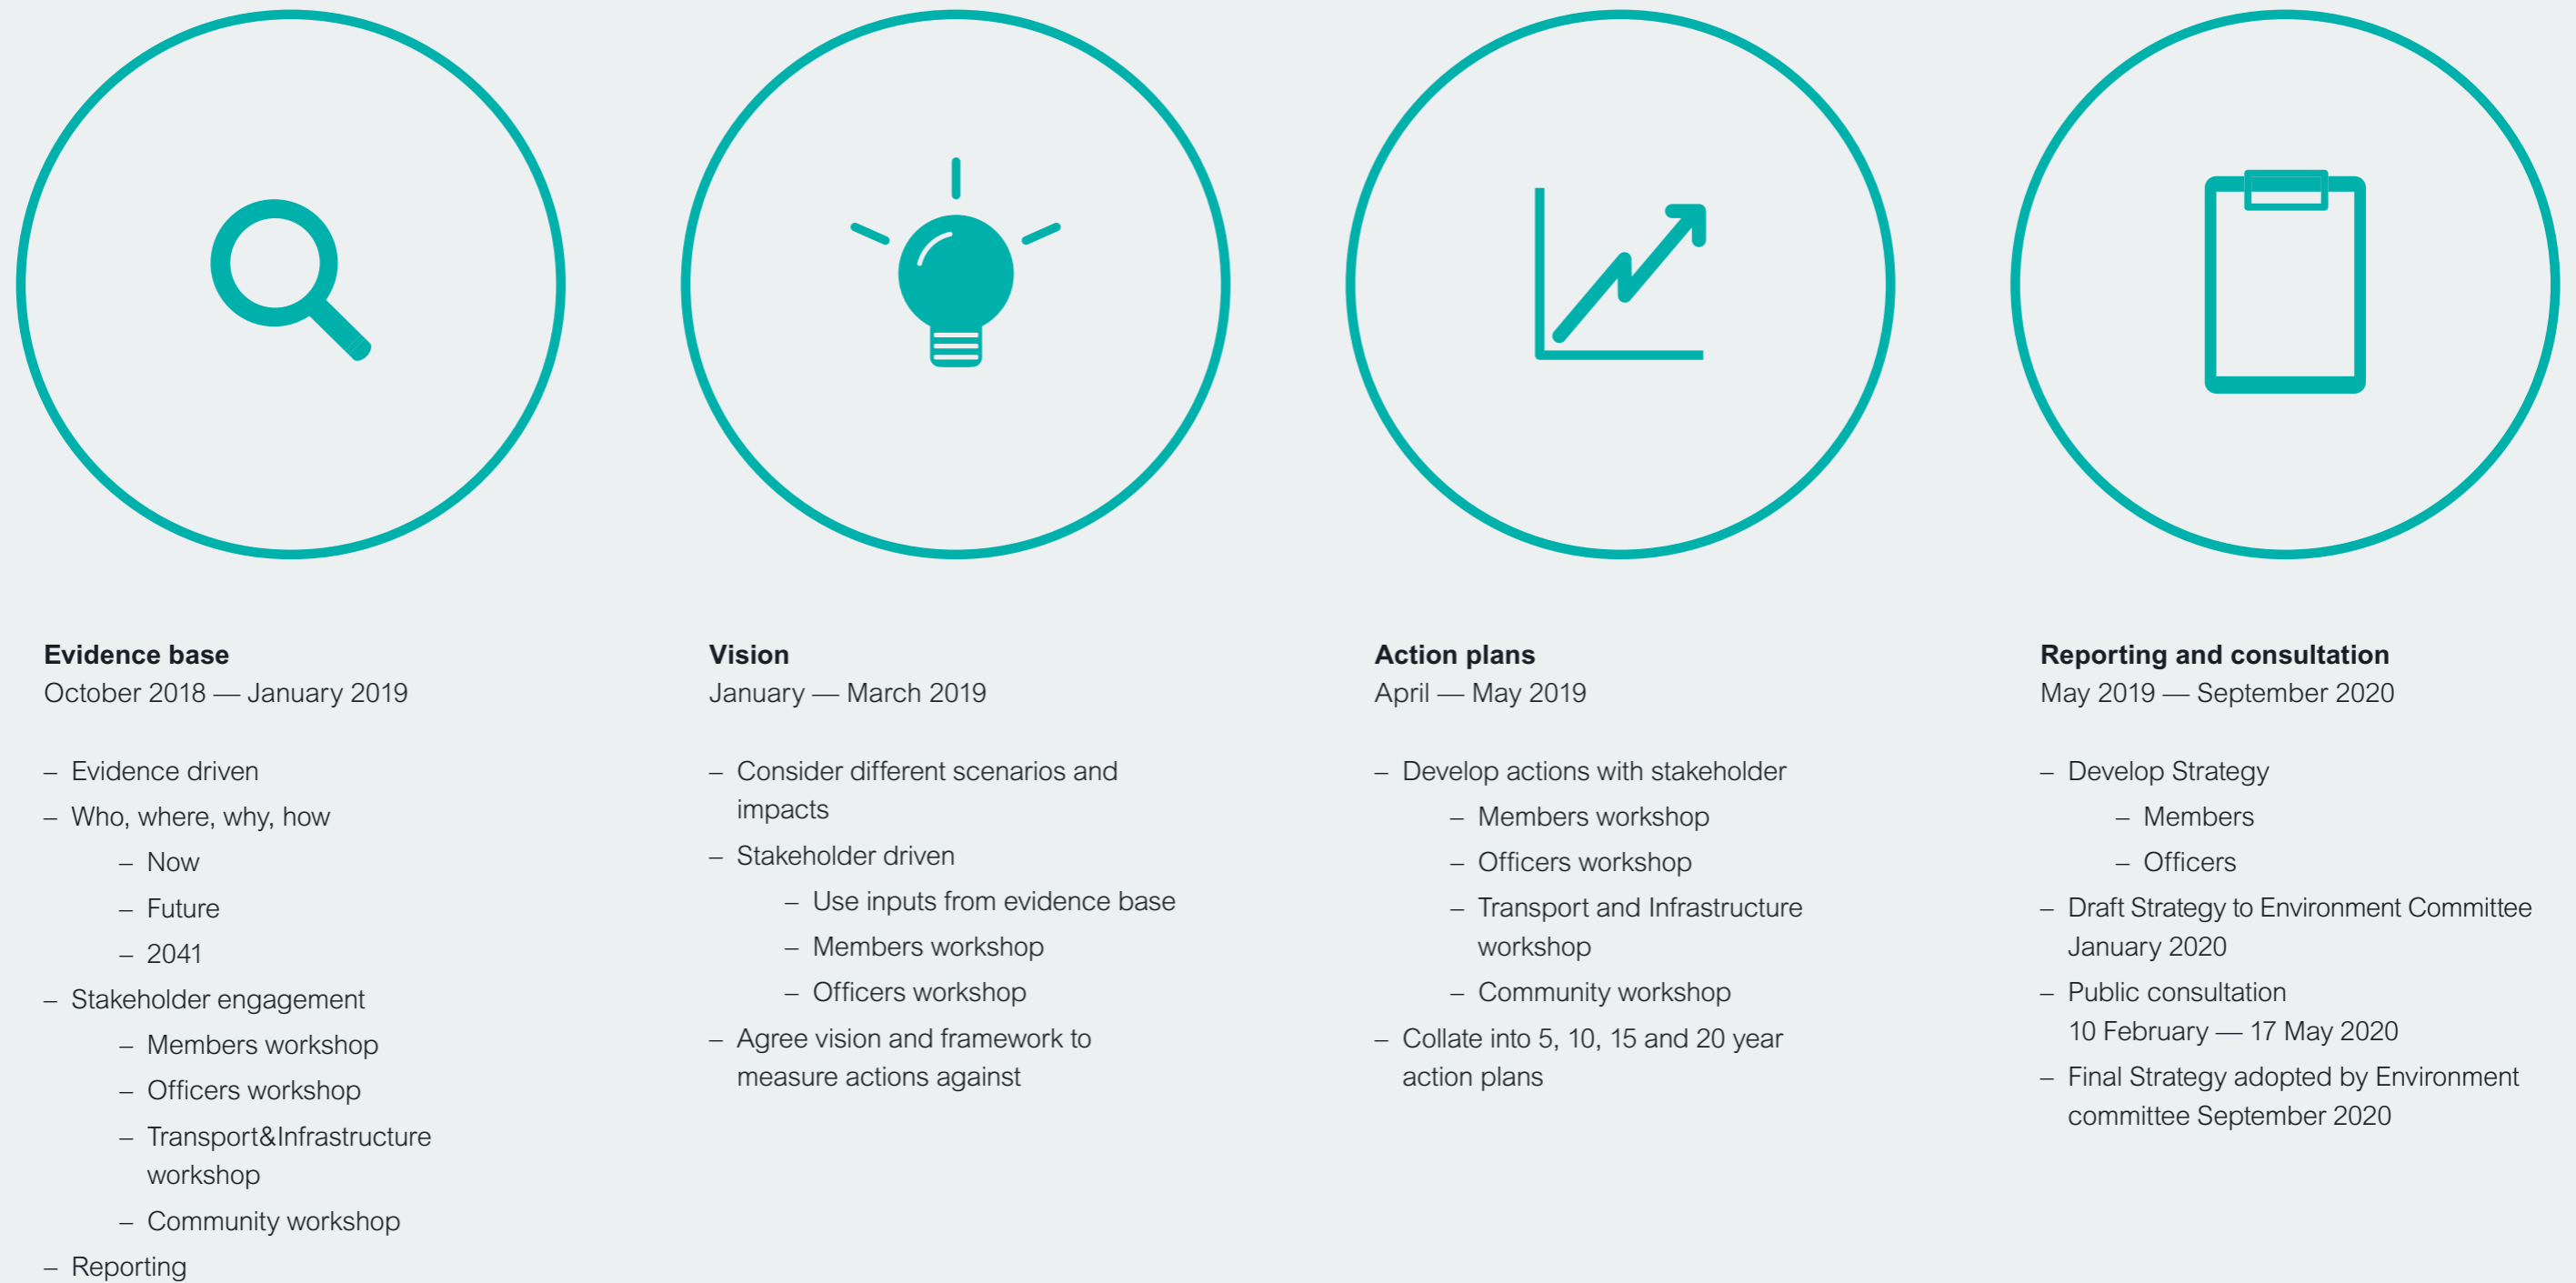 Evidence base
October 2018 — January 2019
– Evidence driven
– Who, where, why, how
– Now
– Future
– 2041
– Stakeholder engagement
– Members workshop
– Officers workshop
– Transport&Infrastructure
workshop
– Community workshop
– Reporting
Vision
January — March 2019
– Consider different scenarios and
impacts
– Stakeholder driven
– Use inputs from evidence base
– Members workshop
– Officers workshop
– Agree vision and framework to
measure actions against
Action plans
April — May 2019
– Develop actions with stakeholder
– Members workshop
– Officers workshop
– Transport and Infrastructure
workshop
– Community workshop
– Collate into 5, 10, 15 and 20 year
action plans
Reporting and consultation
May 2019 — September 2020
– Develop Strategy
– Members
– Officers
– Draft Strategy to Environment Committee
January 2020
– Public consultation
10 February — 17 May 2020
– Final Strategy adopted by Environment
committee September 2020